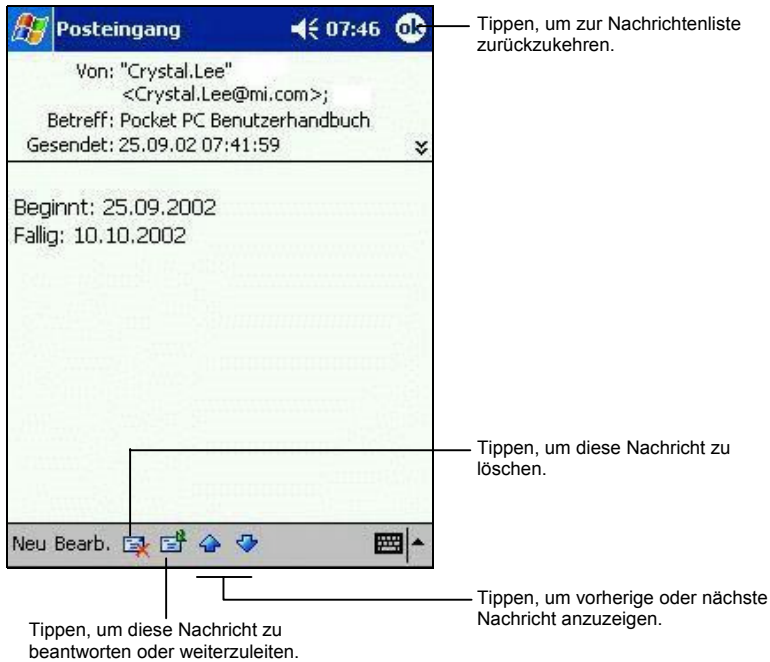 Posteingang 07:46 ok
Tippen, um zur Nachrichtenliste
zurückzukehren.
Von: "Crystal.Lee"
<Crystal.Lee@mi.com>;
Betreff: Pocket PC Benutzerhandbuch
Gesendet: 25.09.02 07:41:59
Beginnt: 25.09.2002
Fallig: 10.10.2002
Tippen, um diese Nachricht zu
löschen.
Neu Bearb.
Tippen, um vorherige oder nächste
Nachricht anzuzeigen.
Tippen, um diese Nachricht zu
beantworten oder weiterzuleiten.